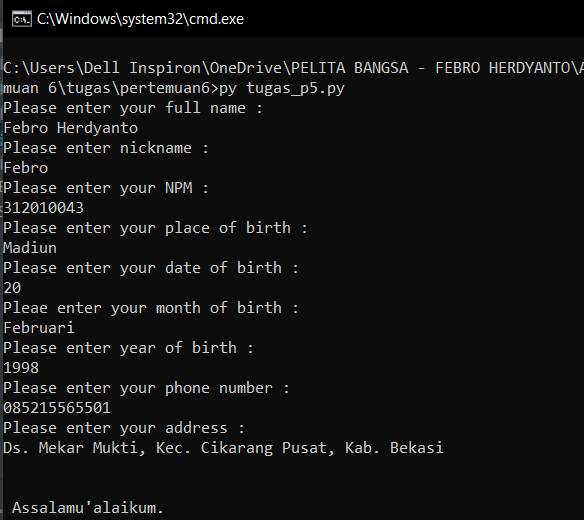 C:\Windows\system32\cmd.exe
C:\Users\Dell Inspiron\OneDrive\PELITA BANGSA - FEBRO HERDYANTO\A
muan 6\tugas\pertemuan6>py tugas_p5.py
Please enter your full name :
Febro Herdyanto
Please enter nickname :
Febro
Please enter your NPM :
312010043
Please enter your place of birth :
Madiun
Please enter your date of birth :
20
Pleae enter your month of birth :
Februari
Please enter year of birth :
1998
Please enter your phone number :
085215565501
Please enter your address :
Ds. Mekar Mukti, Kec. Cikarang Pusat, Kab. Bekasi
Assalamu'alaikum.